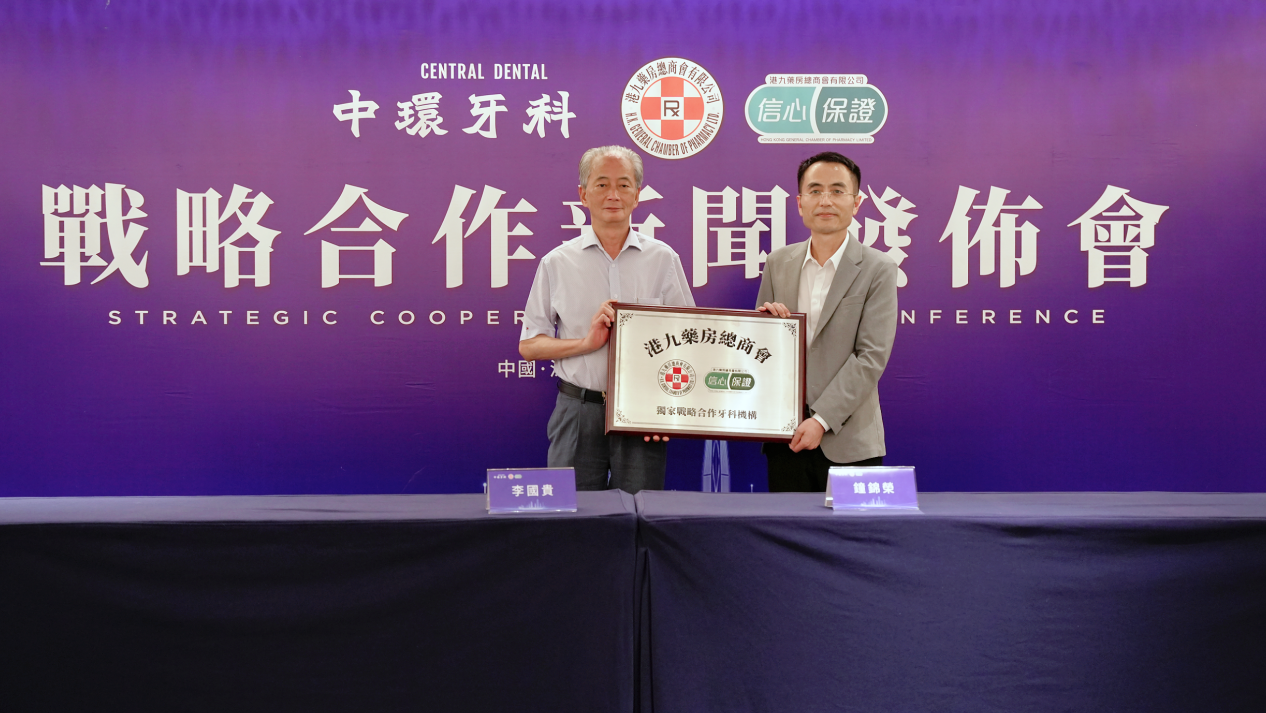 CENTRAL DENTAL
中環牙科
港九藥房總商會有限公司
H.K. GENERAL CHAMBER OF PHARMACY LTD.
Rx
港九藥房總商會有限公司
信心 保證
HONG KONG GENERAL CHAMBER OF PHARMACY LIMITED
戰略合作新聞發佈會
STRATEGIC COOPER NFERENCE
中國·
港九藥房總商會
信心 保證
獨家戰略合作牙科機構
李國貴
鐘錦榮